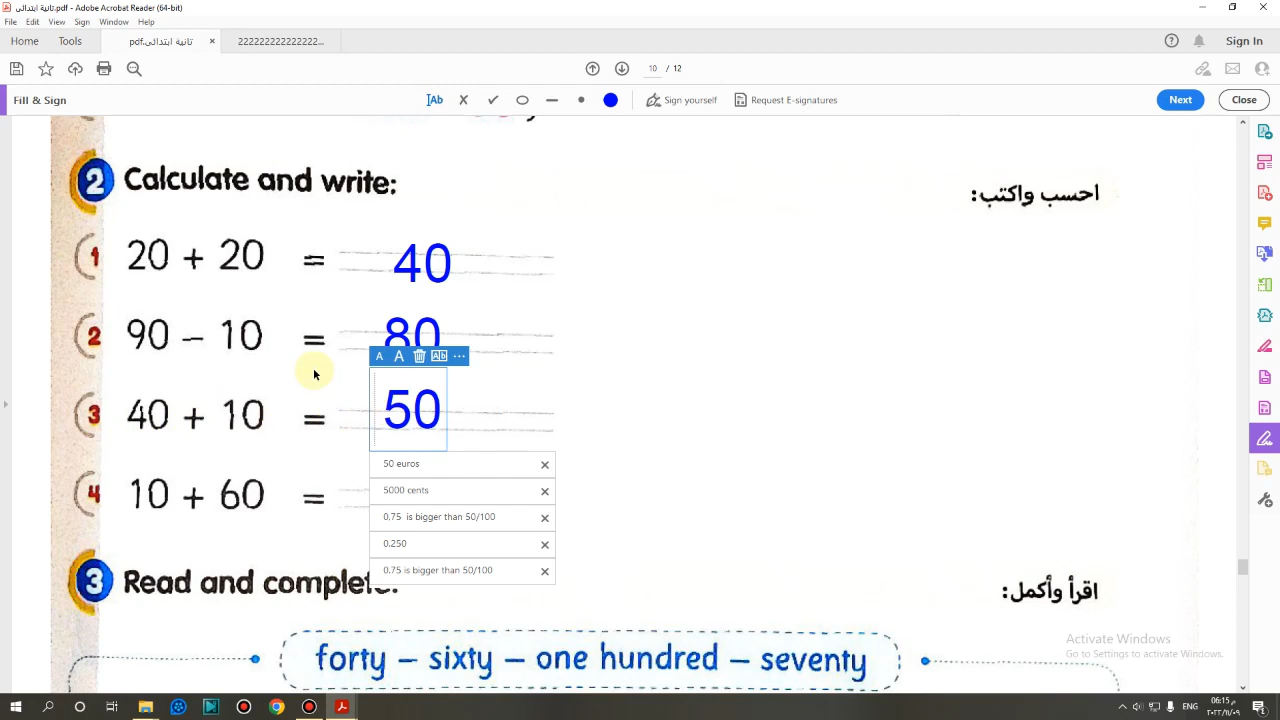 ثانية ابتدائى.pdf - Adobe Acrobat Reader (64-bit)
File Edit View Sign Window Help
Home Tools ثانية ابتدائى.pdf × 222222222222222... Sign In
10 / 12
Fill & Sign Ab Sign yourself Request E-signatures Next Close
2 Calculate and write: احسب واكتب:
1 20 + 20 = 40
2 90 – 10 = 80
A A Ab ...
3 40 + 10 = 50
50 euros ×
5000 cents ×
4 10 + 60 =
0.75 is bigger than 50/100 ×
0.250 ×
0.75 is bigger than 50/100 ×
3 Read and complete: اقرأ وأكمل:
Activate Windows
Go to Settings to activate Windows.
forty – sixty – one hundred – seventy
ENG 06:15 م